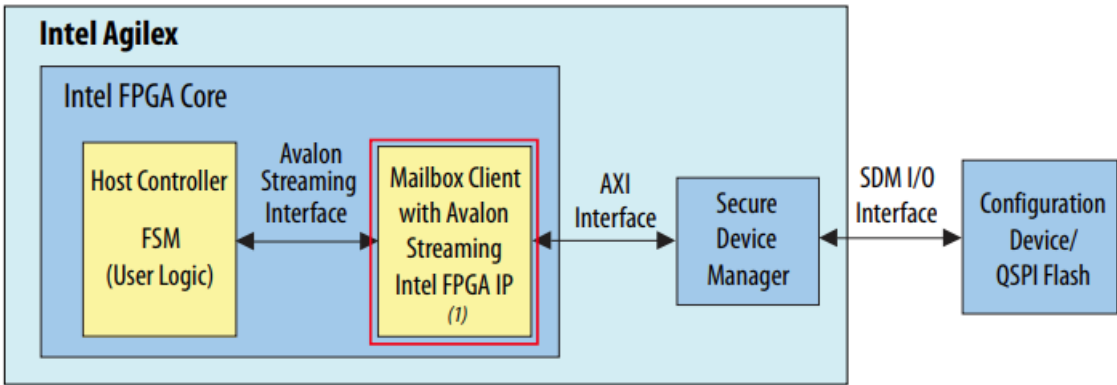 Intel Agilex
Intel FPGA Core
Host Controller
FSM
(User Logic)
Avalon
Streaming
Interface
Mailbox Client
with Avalon
Streaming
Intel FPGA IP
(1)
AXI
Interface
Secure
Device
Manager
SDM I/O
Interface
Configuration
Device/
QSPI Flash